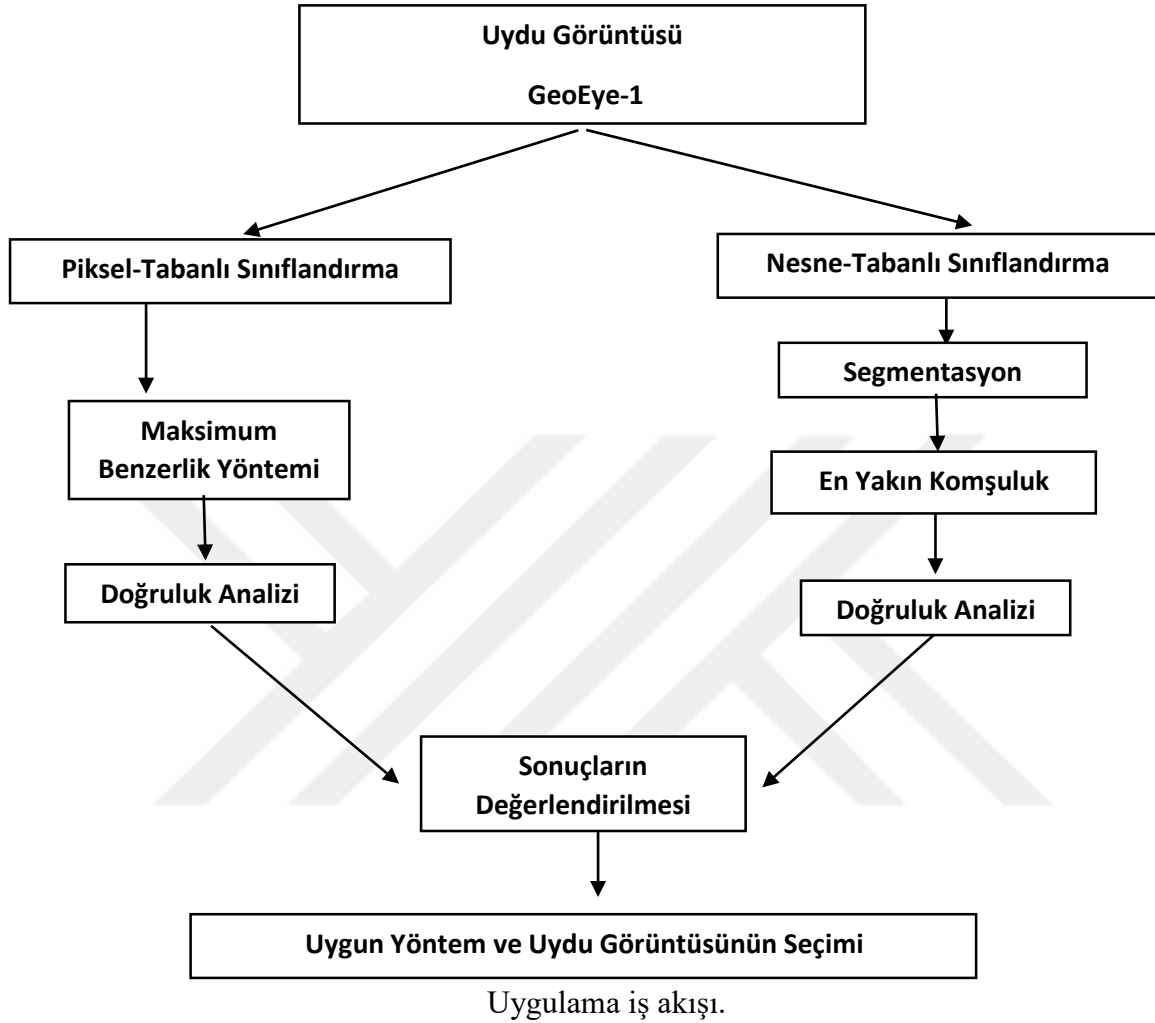 Uydu Görüntüsü
GeoEye-1
Piksel-Tabanlı Sınıflandırma
Nesne-Tabanlı Sınıflandırma
Segmentasyon
Maksimum
Benzerlik Yöntemi
En Yakın Komşuluk
Doğruluk Analizi
Doğruluk Analizi
Sonuçların
Değerlendirilmesi
Uygun Yöntem ve Uydu Görüntüsünün Seçimi
Uygulama iş akışı.